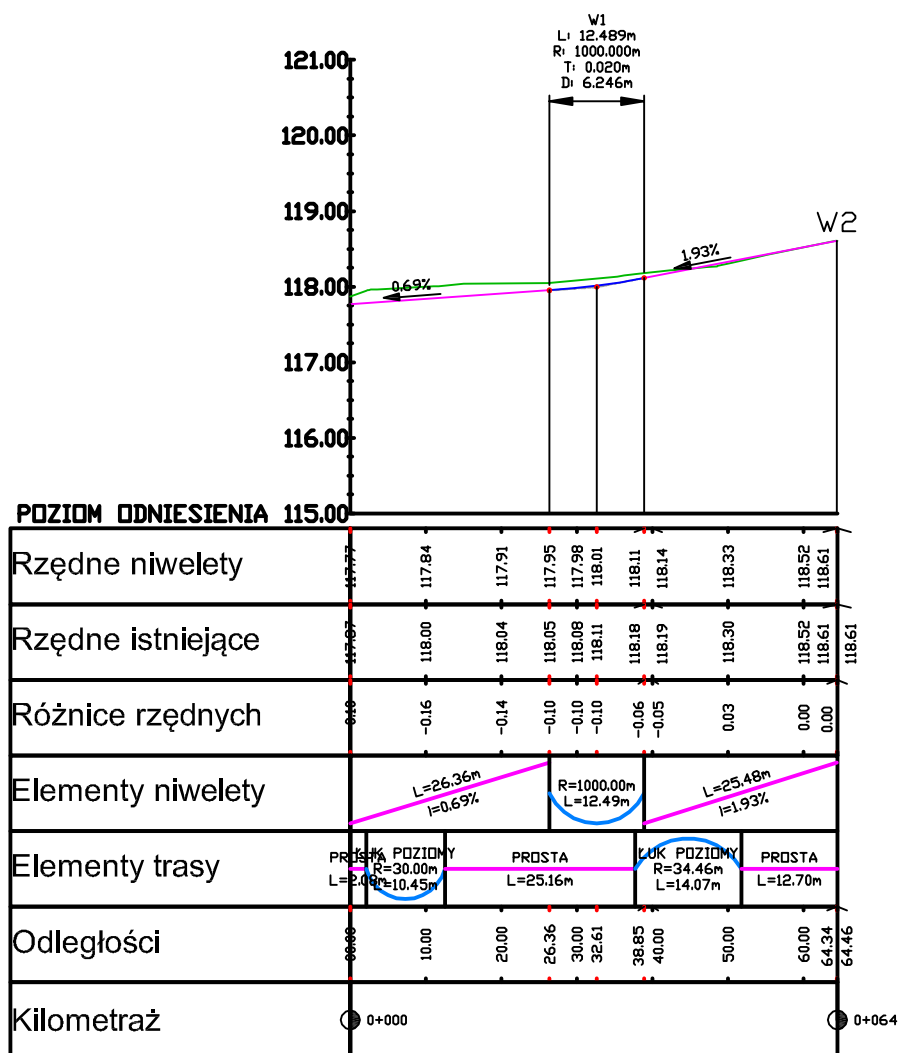 W1
L: 12.489m
R: 1000.000m
T: 0.020m
D: 6.246m
121.00
120.00
119.00
118.00
117.00
116.00
115.00
W2
0.69%
1.93%
POZIOM ODNIESIENIA
Rzędne niwelety
117.77 117.84 117.91 117.95 117.98 118.01 118.11 118.14 118.33 118.52 118.61
Rzędne istniejące
117.87 118.00 118.04 118.05 118.08 118.11 118.18 118.19 118.30 118.52 118.61 118.61
Różnice rzędnych
-0.16 -0.14 -0.10 -0.10 -0.10 -0.06 -0.05 0.03 0.00 0.00
Elementy niwelety
L=26.36m
i=0.69%
R=1000.00m
L=12.49m
L=25.48m
i=1.93%
Elementy trasy
PROSTA
L=2.08m
ŁUK POZIOMY
R=30.00m
L=10.45m
PROSTA
L=25.16m
ŁUK POZIOMY
R=34.46m
L=14.07m
PROSTA
L=12.70m
Odległości
10.00 20.00 26.36 30.00 32.61 38.85 40.00 50.00 60.00 64.34 64.46
Kilometraż
0+000
0+064